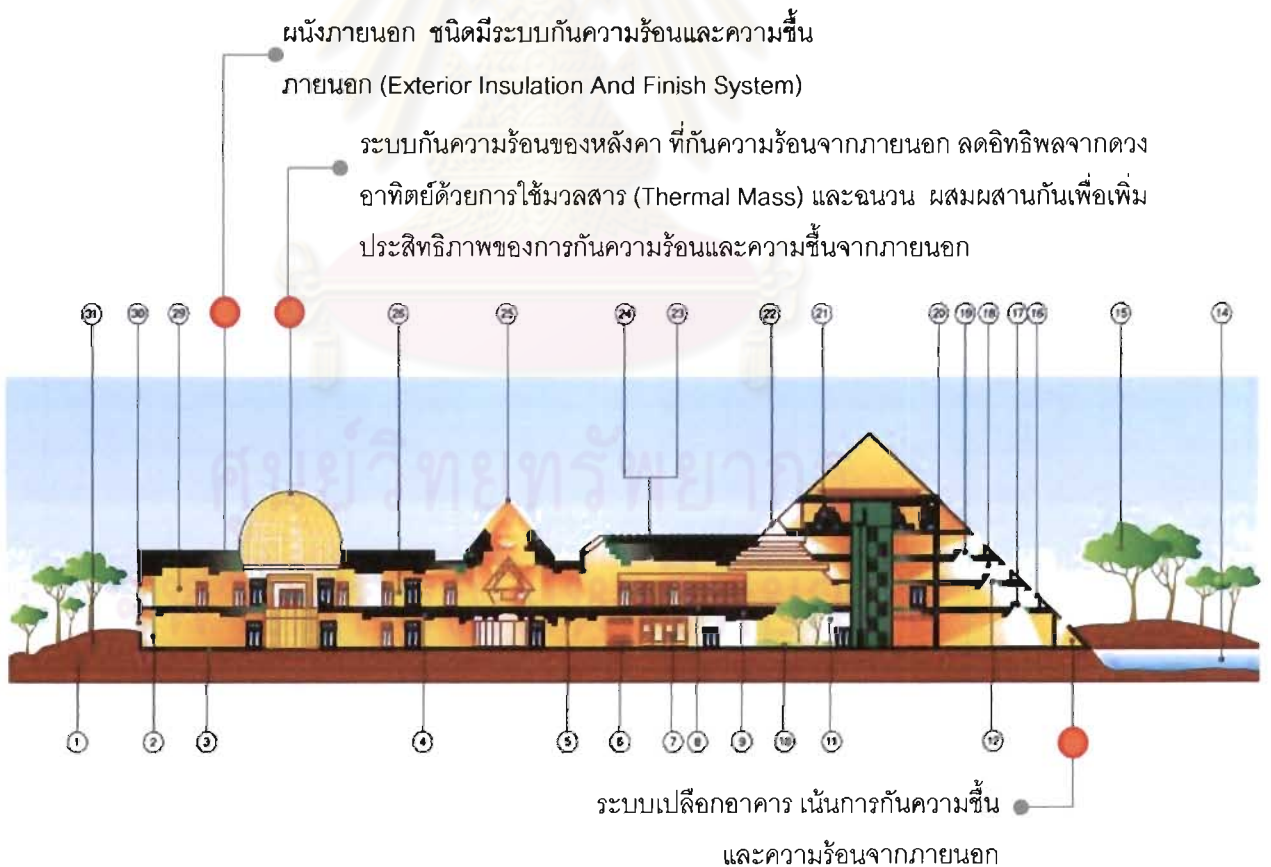 ผนังภายนอก ชนิดมีระบบกันความร้อนและความชื้น
ภายนอก (Exterior Insulation And Finish System)
ระบบกันความร้อนของหลังคา ที่กันความร้อนจากภายนอก ลดอิทธิพลจากดวง
อาทิตย์ด้วยการใช้มวลสาร (Thermal Mass) และฉนวน ผสมผสานกันเพื่อเพิ่ม
ประสิทธิภาพของการกันความร้อนและความชื้นจากภายนอก
31 30 29 26 25 24 23 22 21 20 19 18 17 16 15 14
ศูนย์วิทยทรัพยากร
1 2 3 4 5 6 7 8 9 10 11 12
ระบบเปลือกอาคาร เน้นการกันความชื้น
และความร้อนจากภายนอก